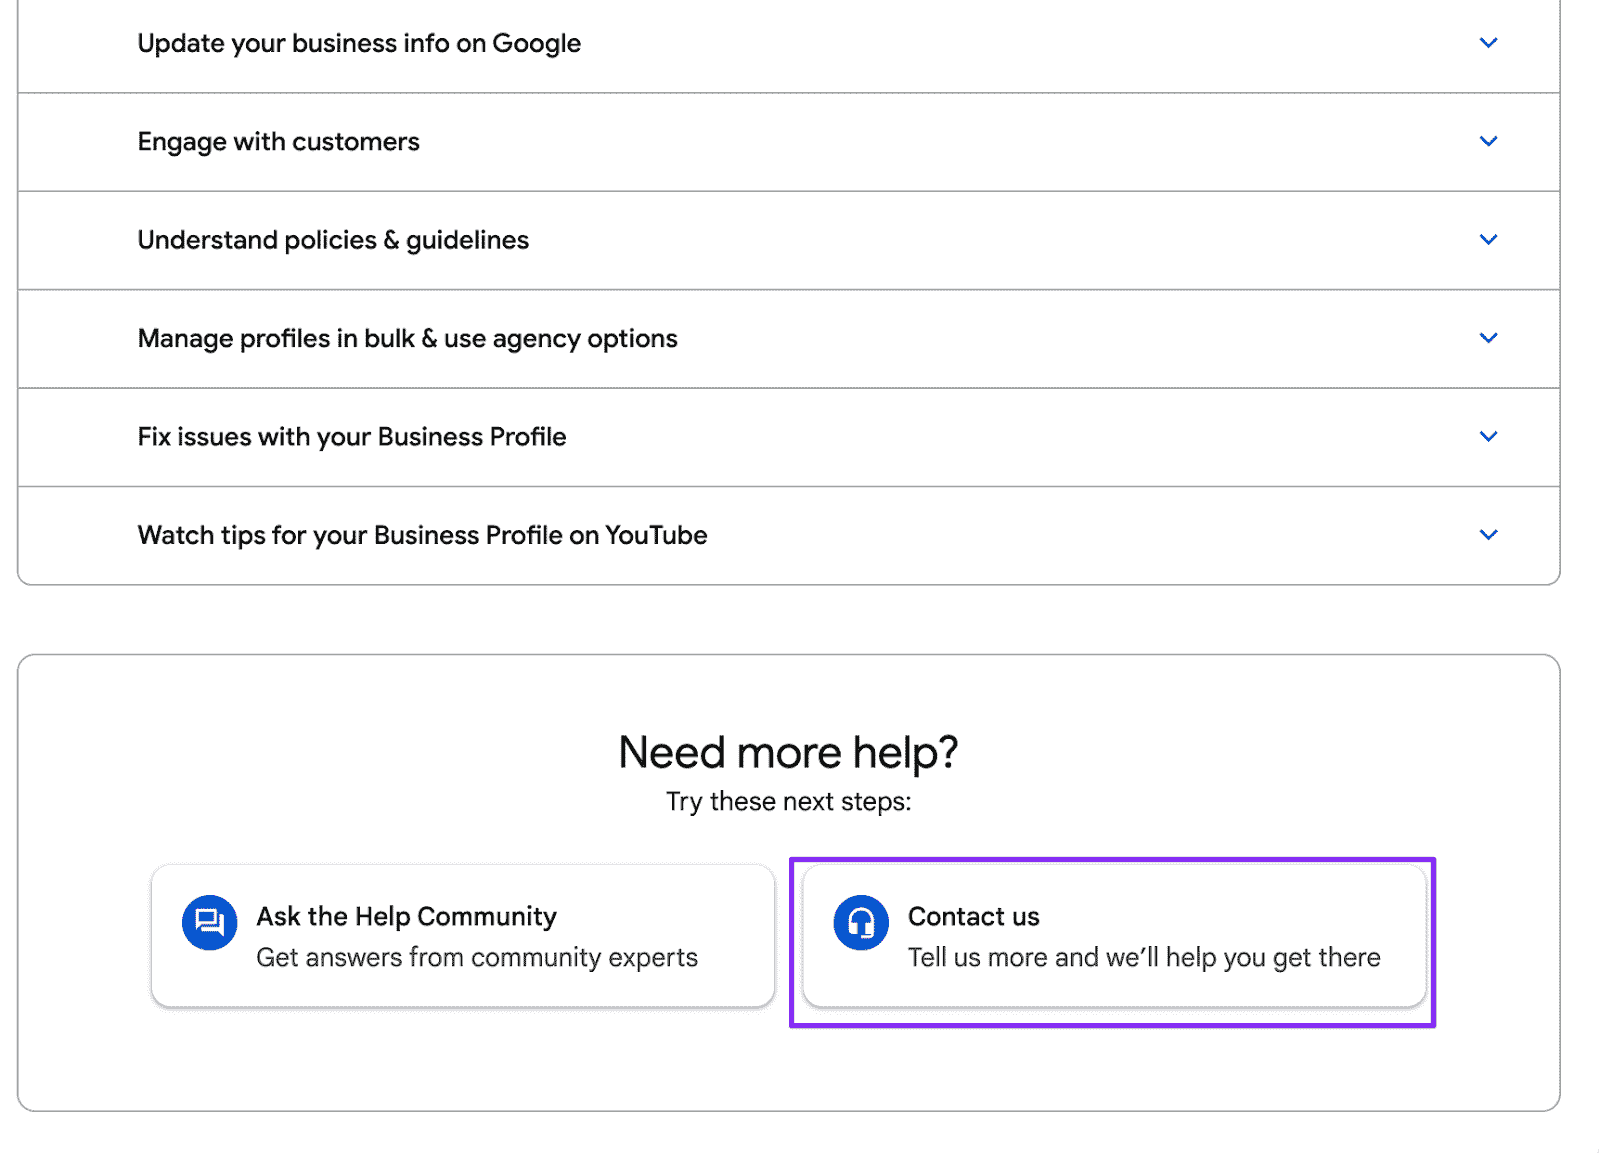 Update your business info on Google
Engage with customers
Understand policies & guidelines
Manage profiles in bulk & use agency options
Fix issues with your Business Profile
Watch tips for your Business Profile on YouTube
Need more help?
Try these next steps:
Ask the Help Community
Get answers from community experts
Contact us
Tell us more and we’ll help you get there